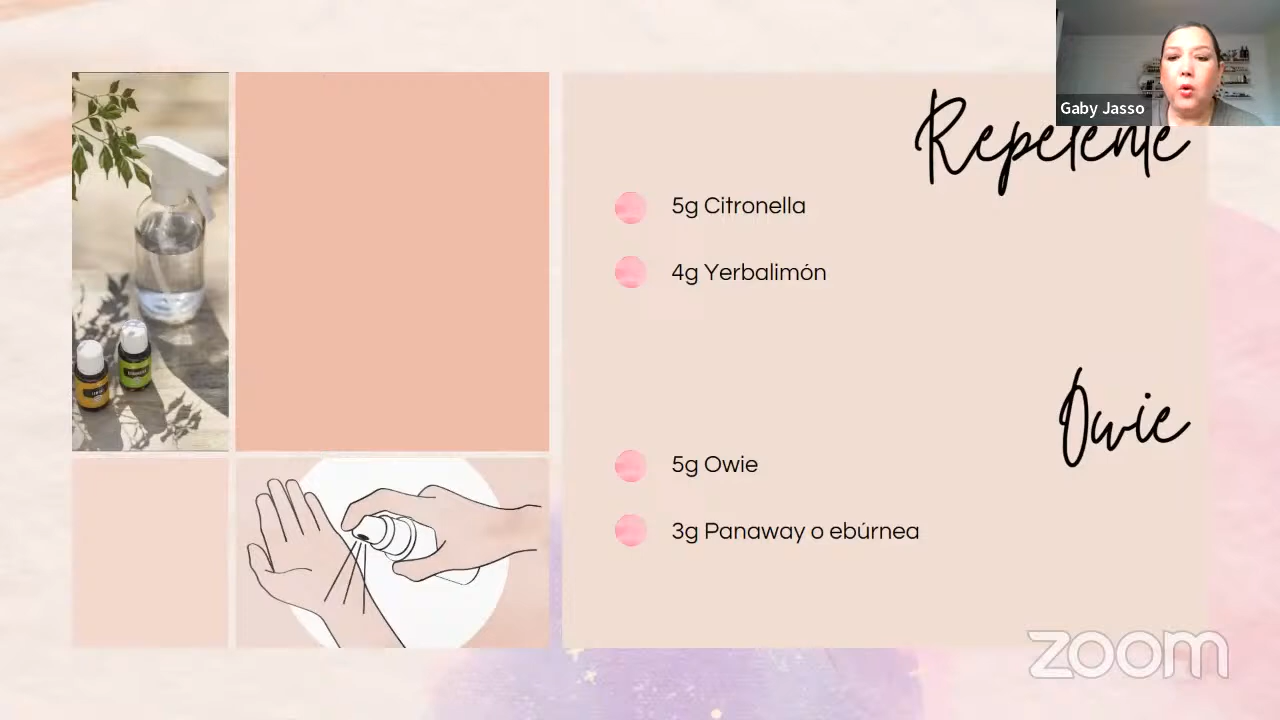 Gaby Jasso
Repelente
5g Citronella
4g Yerbalimón
Owie
5g Owie
3g Panaway o ebúrnea
zoom